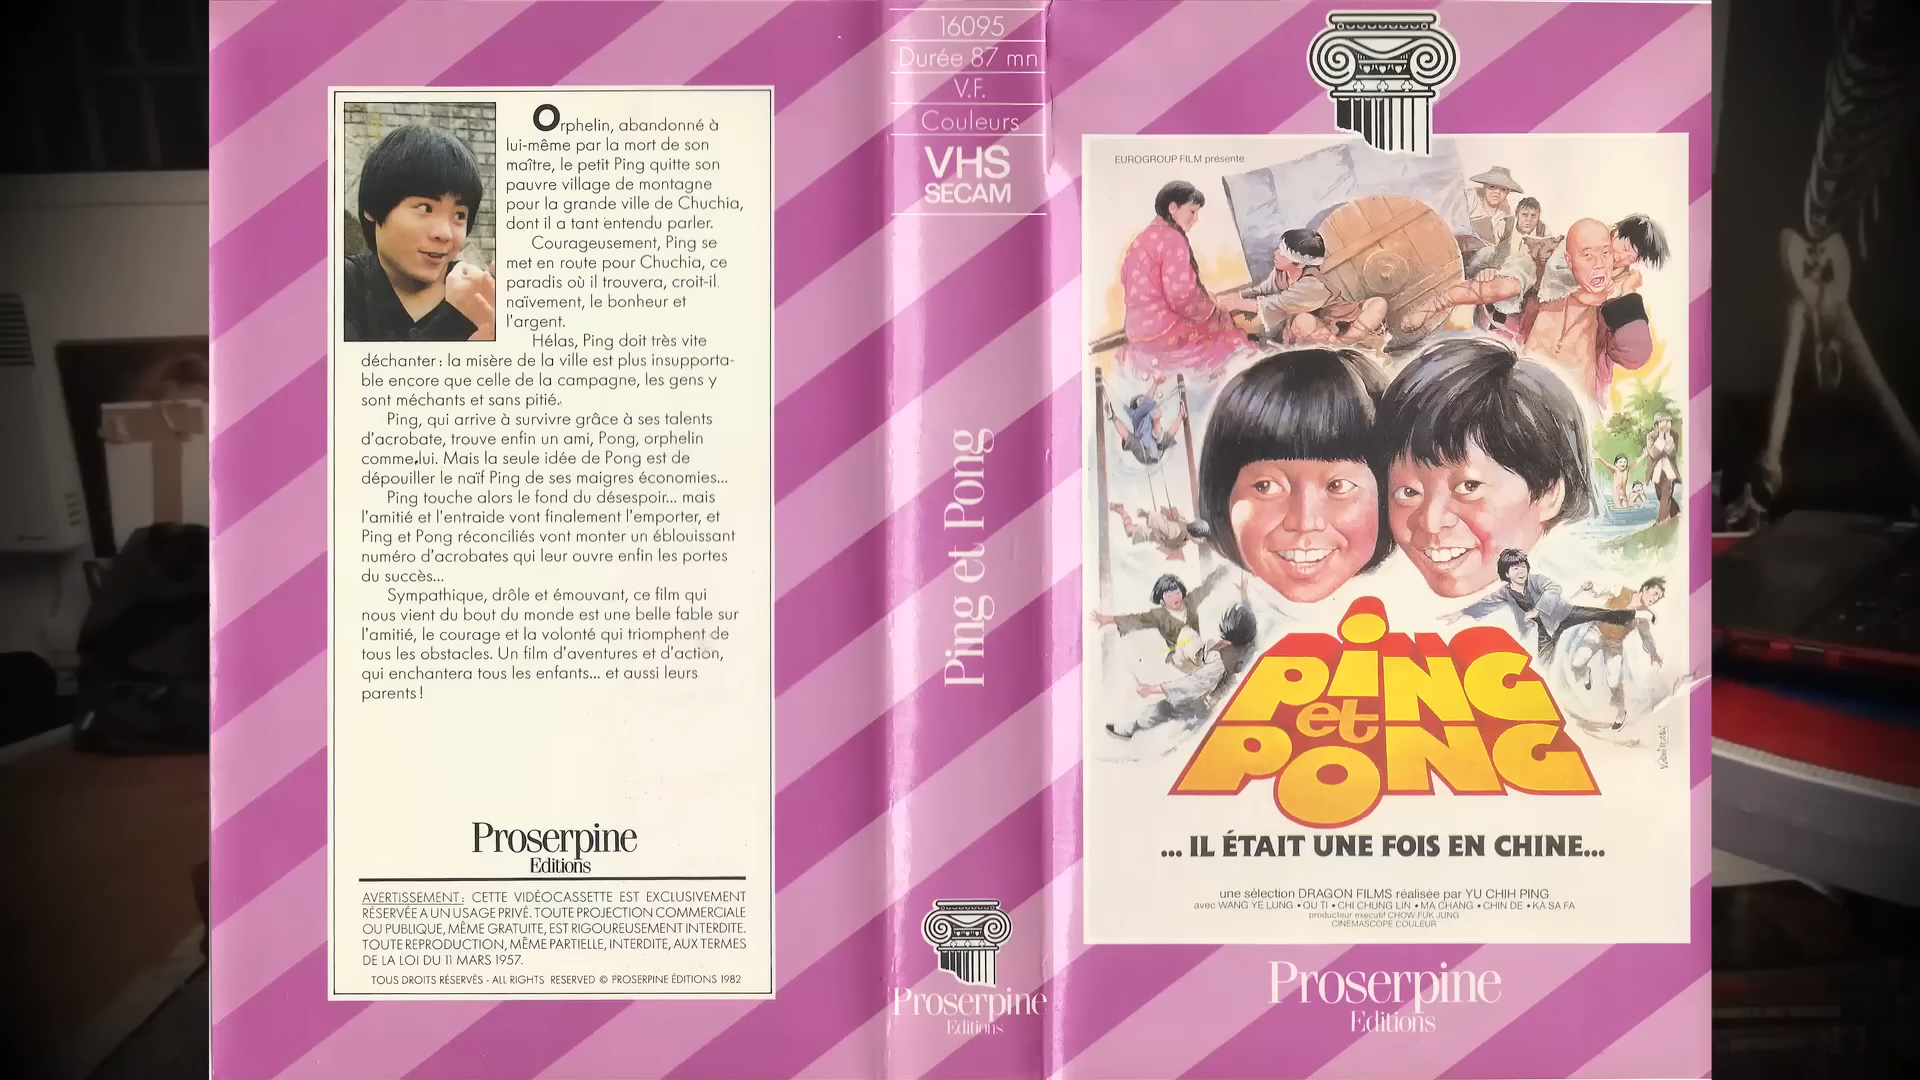 Orphelin, abandonné à
lui-même par la mort de son
maître, le petit Ping quitte son
pauvre village de montagne
pour la grande ville de Chuchia,
dont il a tant entendu parler.
Courageusement, Ping se
met en route pour Chuchia, ce
paradis où il trouvera, croit-il
naïvement, le bonheur et
l'argent.
Hélas, Ping doit très vite
déchanter : la misère de la ville est plus insupporta-
ble encore que celle de la campagne, les gens y
sont méchants et sans pitié.
Ping, qui arrive à survivre grâce à ses talents
d'acrobate, trouve enfin un ami, Pong, orphelin
comme lui. Mais la seule idée de Pong est de
dépouiller le naïf Ping de ses maigres économies...
Ping touche alors le fond du désespoir... mais
l'amitié et l'entraide vont finalement l'emporter, et
Ping et Pong réconciliés vont monter un éblouissant
numéro d'acrobates qui leur ouvre enfin les portes
du succès...
Sympathique, drôle et émouvant, ce film qui
nous vient du bout du monde est une belle fable sur
l'amitié, le courage et la volonté qui triomphent de
tous les obstacles. Un film d'aventures et d'action,
qui enchantera tous les enfants... et aussi leurs
parents !
Proserpine
Editions
AVERTISSEMENT : CETTE VIDÉOCASSETTE EST EXCLUSIVEMENT
RÉSERVÉE A UN USAGE PRIVÉ. TOUTE PROJECTION COMMERCIALE
OU PUBLIQUE, MÊME GRATUITE, EST RIGOUREUSEMENT INTERDITE.
TOUTE REPRODUCTION, MÊME PARTIELLE, INTERDITE, AUX TERMES
DE LA LOI DU 11 MARS 1957.
TOUS DROITS RÉSERVÉS - ALL RIGHTS RESERVED © PROSERPINE ÉDITIONS 1982
16095
Durée 87 mn
V.F.
Couleurs
VHS
SECAM
Ping et Pong
Proserpine
Editions
EUROGROUP FILM présente
PING
et
PONG
... IL ÉTAIT UNE FOIS EN CHINE...
une sélection DRAGON FILMS réalisée par YU CHIH PING
avec WANG YE LUNG • OU TI • CHI CHUNG LIN • MA CHANG • CHIN DE • KA SA FA
producteur exécutif CHOW FUK JUNG
CINEMASCOPE COULEUR
Proserpine
Editions